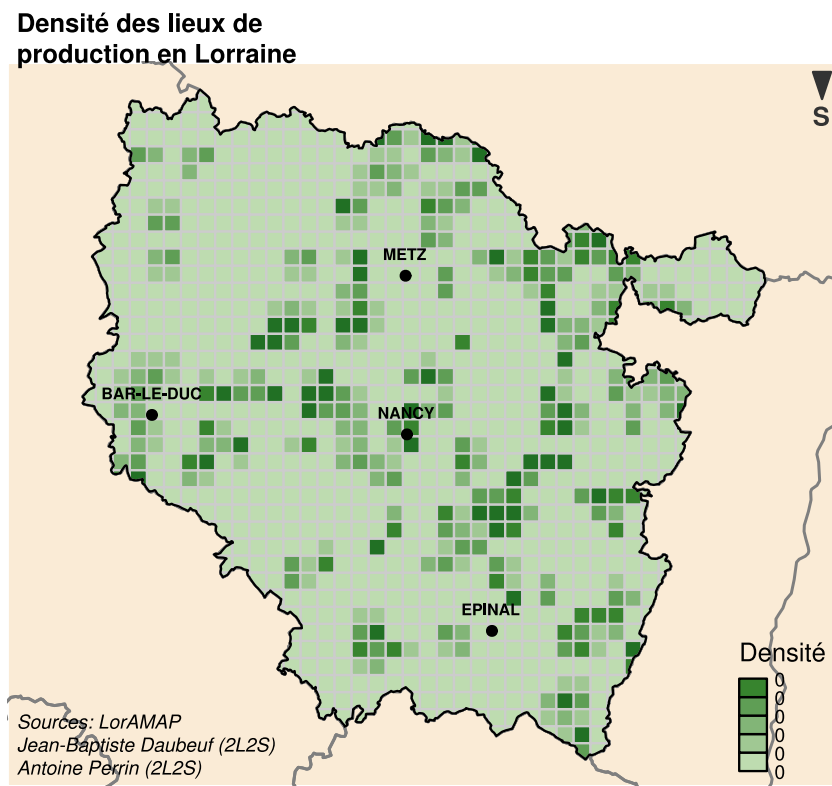 Densité des lieux de
production en Lorraine
S
METZ
BAR-LE-DUC
NANCY
EPINAL
Densité
0
0
0
0
0
0
Sources: LorAMAP
Jean-Baptiste Daubeuf (2L2S)
Antoine Perrin (2L2S)